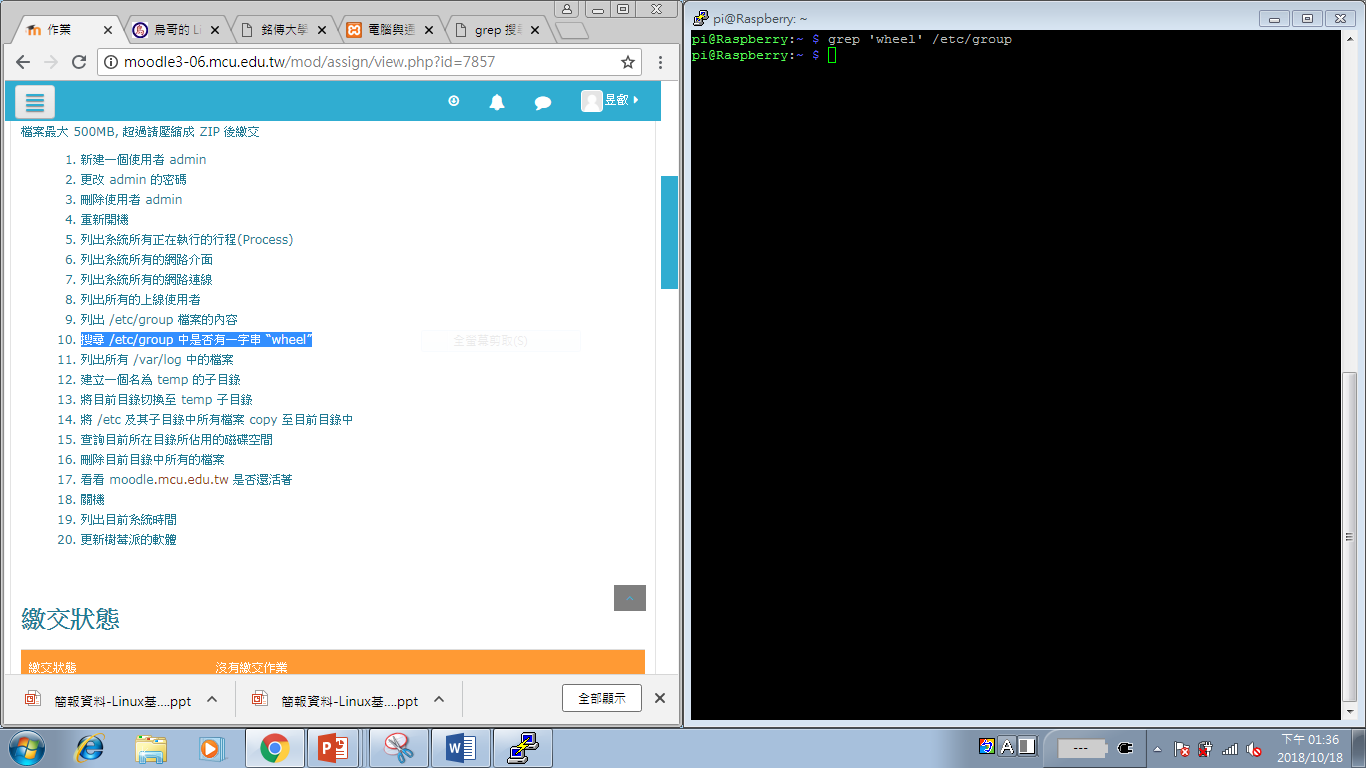 作業
鳥哥的 Li
銘傳大學
電腦與通
grep 搜尋
moodle3-06.mcu.edu.tw/mod/assign/view.php?id=7857
昱叡
檔案最大 500MB, 超過請壓縮成 ZIP 後繳交
1. 新建一個使用者 admin
2. 更改 admin 的密碼
3. 刪除使用者 admin
4. 重新開機
5. 列出系統所有正在執行的行程(Process)
6. 列出系統所有的網路介面
7. 列出系統所有的網路連線
8. 列出所有的上線使用者
9. 列出 /etc/group 檔案的內容
10. 搜尋 /etc/group 中是否有一字串 “wheel”
全螢幕剪取(S)
11. 列出所有 /var/log 中的檔案
12. 建立一個名為 temp 的子目錄
13. 將目前目錄切換至 temp 子目錄
14. 將 /etc 及其子目錄中所有檔案 copy 至目前目錄中
15. 查詢目前所在目錄所佔用的磁碟空間
16. 刪除目前目錄中所有的檔案
17. 看看 moodle.mcu.edu.tw 是否還活著
18. 關機
19. 列出目前系統時間
20. 更新樹莓派的軟體
繳交狀態
繳交狀態 沒有繳交作業
簡報資料-Linux基....ppt
簡報資料-Linux基....ppt
全部顯示
pi@Raspberry: ~
pi@Raspberry:~ $ grep 'wheel' /etc/group
pi@Raspberry:~ $
A
---
下午 01:36
2018/10/18